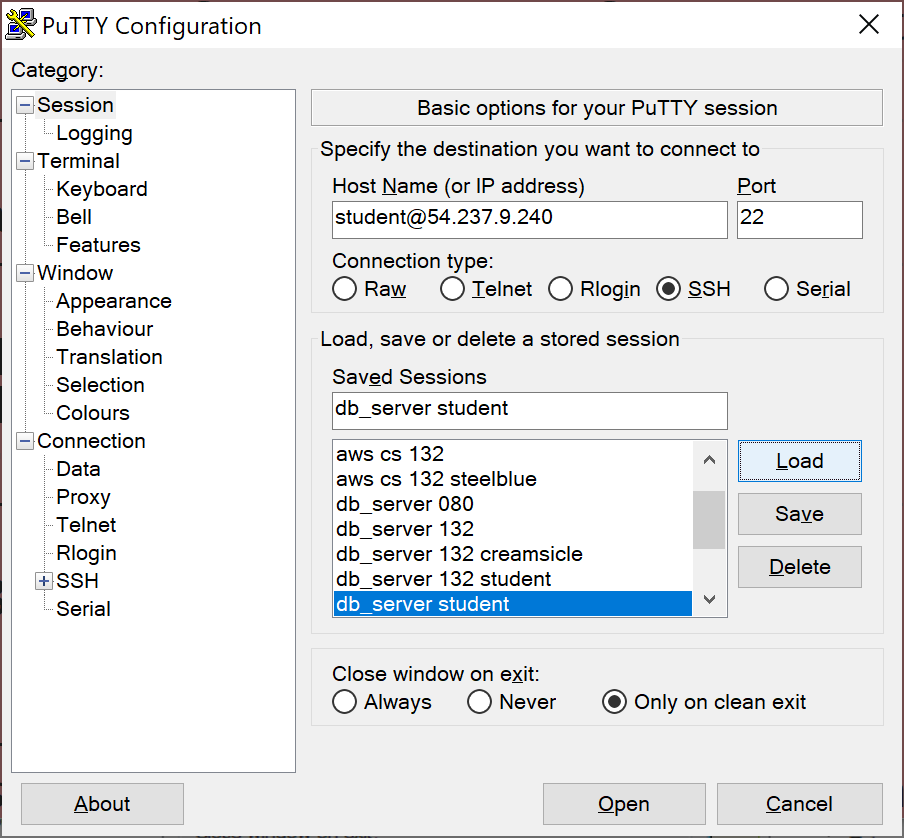 PuTTY Configuration
Category:
Session
Logging
Terminal
Keyboard
Bell
Features
Window
Appearance
Behaviour
Translation
Selection
Colours
Connection
Data
Proxy
Telnet
Rlogin
SSH
Serial
Basic options for your PuTTY session
Specify the destination you want to connect to
Host Name (or IP address) Port
student@54.237.9.240 22
Connection type:
Raw Telnet Rlogin SSH Serial
Load, save or delete a stored session
Saved Sessions
db_server student
aws cs 132
aws cs 132 steelblue
db_server 080
db_server 132
db_server 132 creamsicle
db_server 132 student
db_server student
Load
Save
Delete
Close window on exit:
Always Never Only on clean exit
About Open Cancel